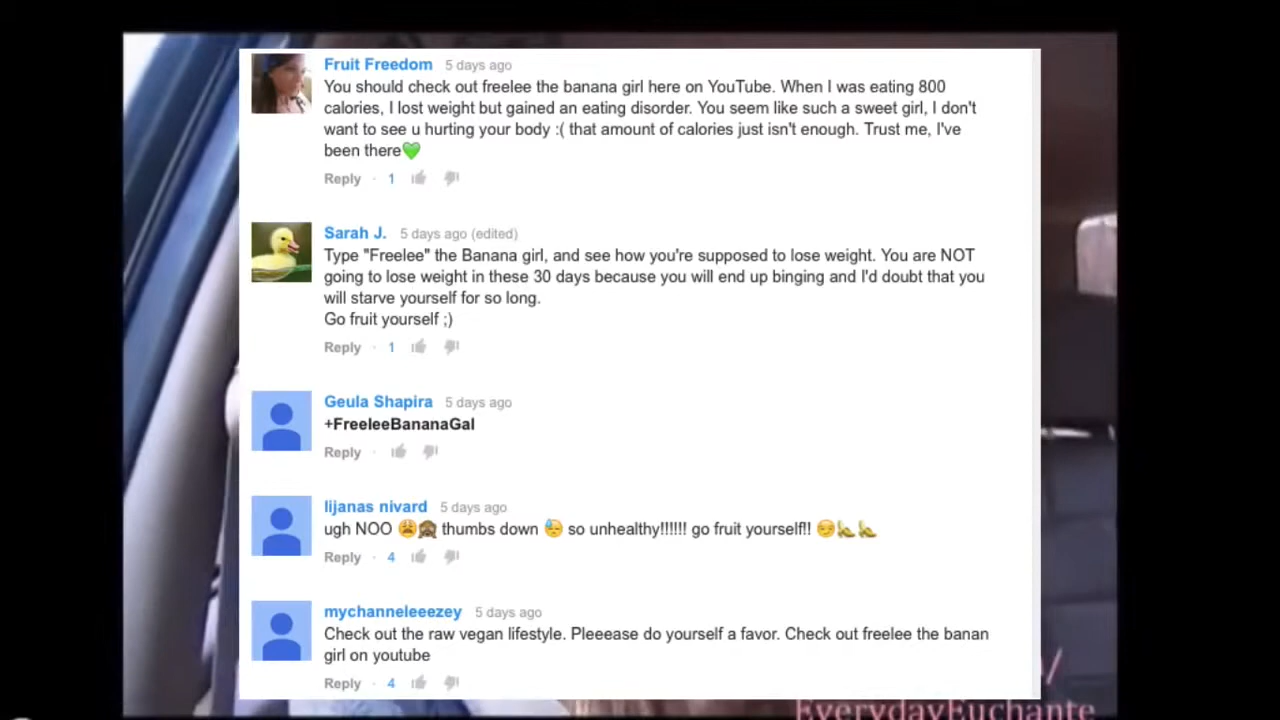 Fruit Freedom 5 days ago
You should check out freelee the banana girl here on YouTube. When I was eating 800
calories, I lost weight but gained an eating disorder. You seem like such a sweet girl, I don't
want to see u hurting your body :( that amount of calories just isn't enough. Trust me, I've
been there💚
Reply · 1
Sarah J. 5 days ago (edited)
Type "Freelee" the Banana girl, and see how you're supposed to lose weight. You are NOT
going to lose weight in these 30 days because you will end up binging and I'd doubt that you
will starve yourself for so long.
Go fruit yourself ;)
Reply · 1
Geula Shapira 5 days ago
+FreeleeBananaGal
Reply ·
lijanas nivard 5 days ago
ugh NOO 😩🙈 thumbs down 😓 so unhealthy!!!!!! go fruit yourself!! 😏🍌🍌
Reply · 4
mychanneleeezey 5 days ago
Check out the raw vegan lifestyle. Pleeease do yourself a favor. Check out freelee the banan
girl on youtube
Reply · 4
EverydayEuchante